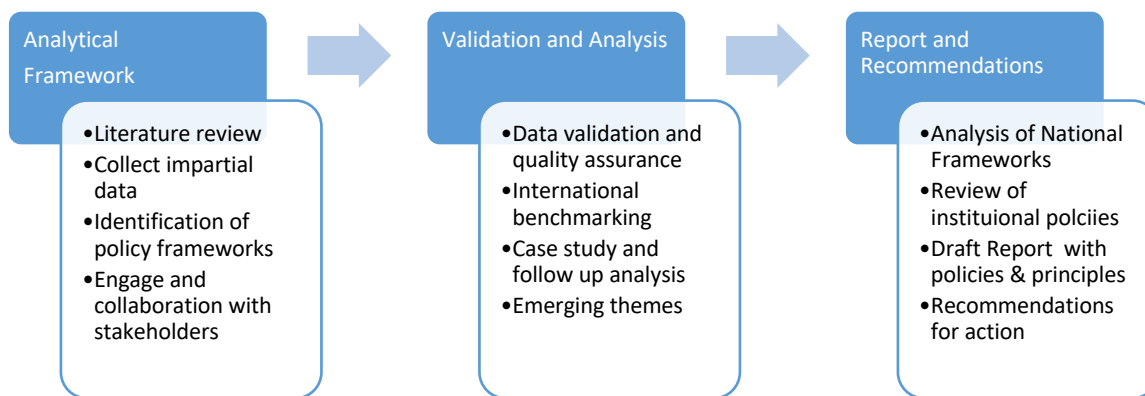 Analytical
Framework
•Literature review
•Collect impartial
data
•Identification of
policy frameworks
•Engage and
collaboration with
stakeholders
Validation and Analysis
•Data validation and
quality assurance
•International
benchmarking
•Case study and
follow up analysis
•Emerging themes
Report and
Recommendations
•Analysis of National
Frameworks
•Review of
instituional polciies
•Draft Report  with
policies & principles
•Recommendations
for action